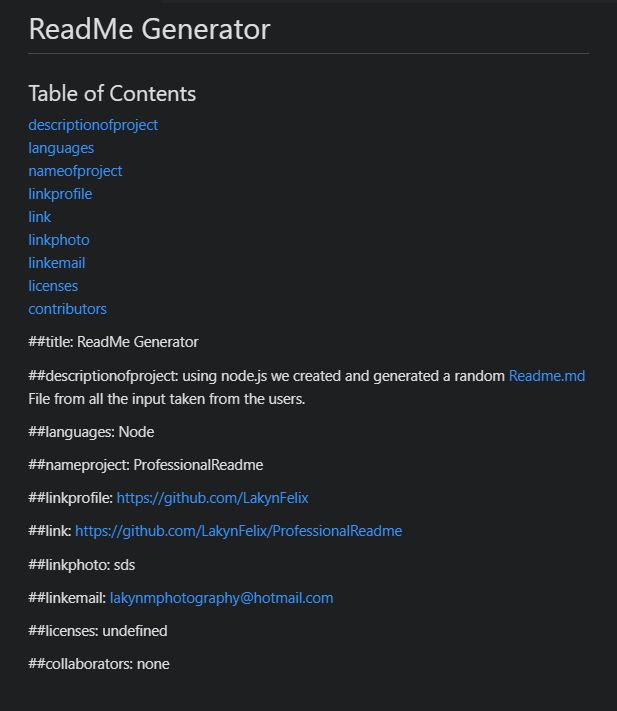 ReadMe Generator
Table of Contents
descriptionofproject
languages
nameofproject
linkprofile
link
linkphoto
linkemail
licenses
contributors
##title: ReadMe Generator
##descriptionofproject: using node.js we created and generated a random Readme.md
File from all the input taken from the users.
##languages: Node
##nameproject: ProfessionalReadme
##linkprofile: https://github.com/LakynFelix
##link: https://github.com/LakynFelix/ProfessionalReadme
##linkphoto: sds
##linkemail: lakynmphotography@hotmail.com
##licenses: undefined
##collaborators: none